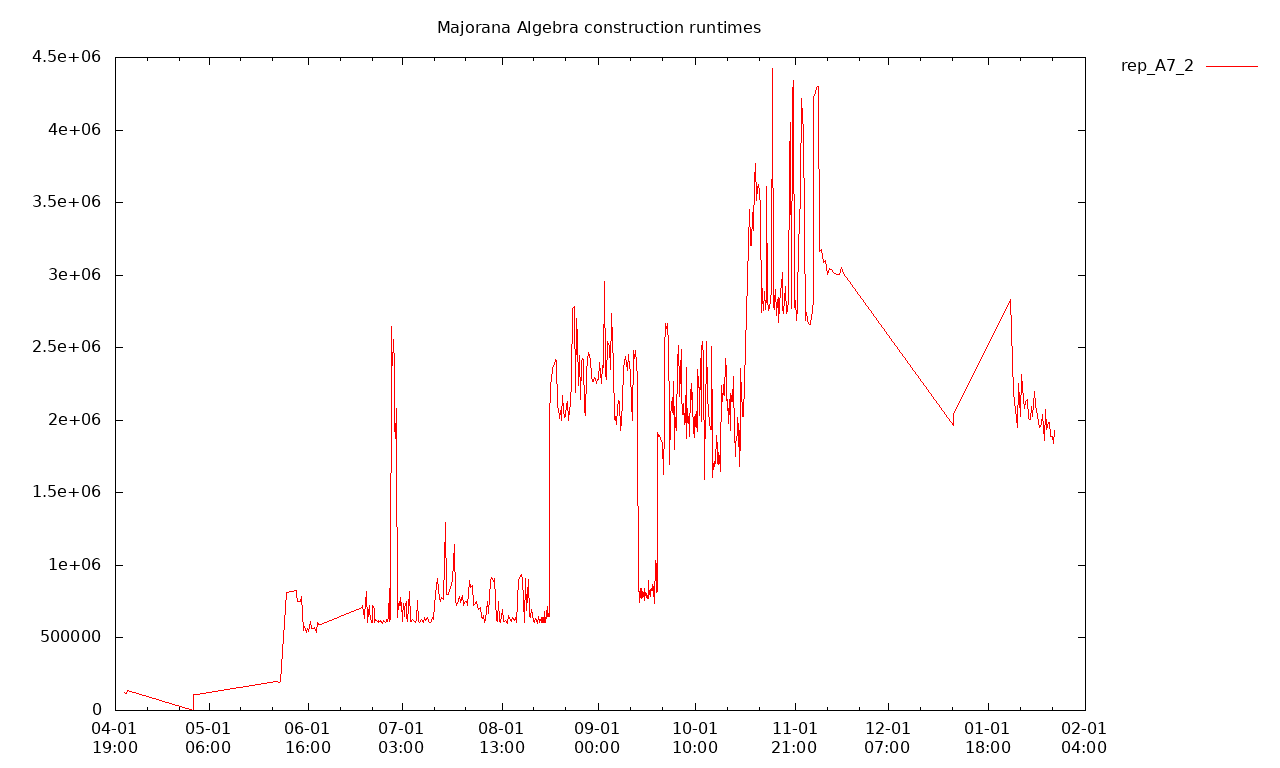 Majorana Algebra construction runtimes
rep_A7_2
4.5e+06
4e+06
3.5e+06
3e+06
2.5e+06
2e+06
1.5e+06
1e+06
500000
0
04-01 05-01 06-01 07-01 08-01 09-01 10-01 11-01 12-01 01-01 02-01
19:00 06:00 16:00 03:00 13:00 00:00 10:00 21:00 07:00 18:00 04:00